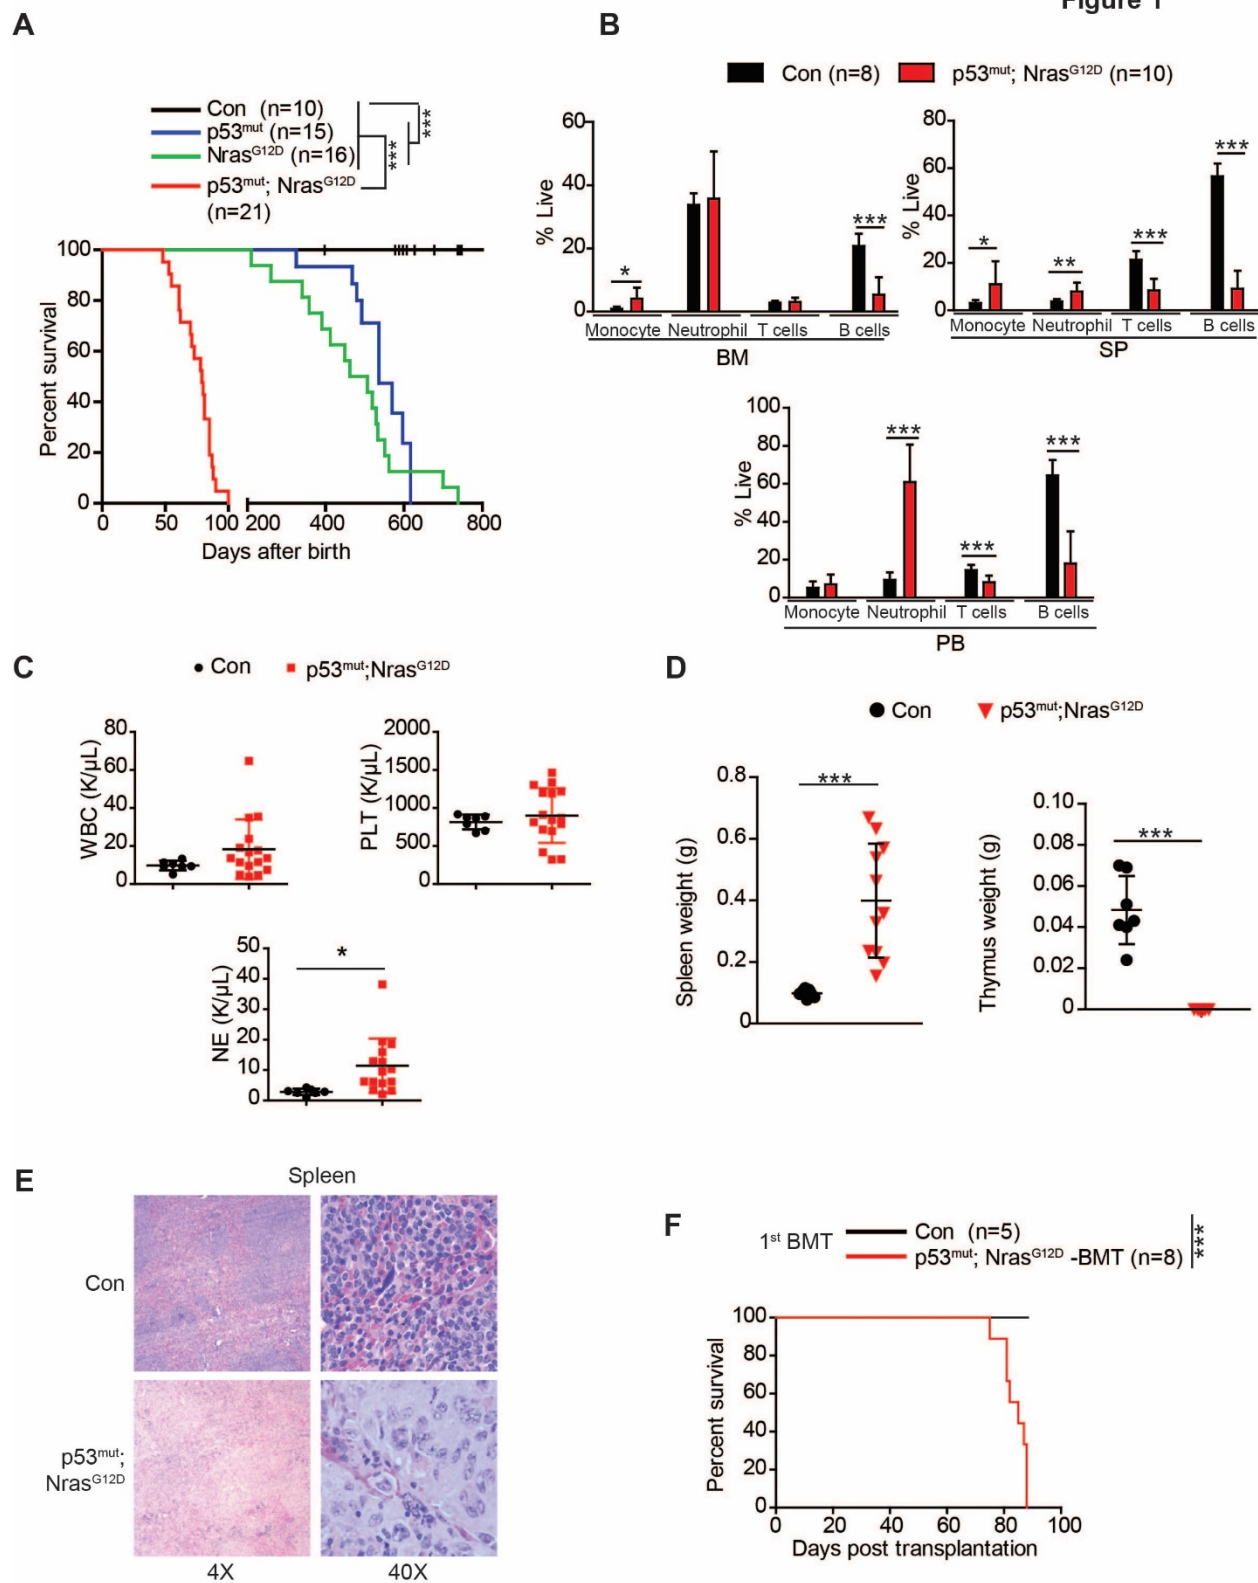 Figure 1
A
Con (n=10)
p53mut (n=15)
NrasG12D (n=16)
p53mut; NrasG12D
(n=21)
***
***
Percent survival
100
80
60
40
20
0
0 50 100 200 400 600 800
Days after birth
B
Con (n=8) p53mut; NrasG12D (n=10)
% Live
60
40
20
0
*
***
Monocyte Neutrophil T cells B cells
BM
% Live
80
60
40
20
0
*
**
***
***
Monocyte Neutrophil T cells B cells
SP
% Live
100
80
60
40
20
0
***
***
***
Monocyte Neutrophil T cells B cells
PB
C
Con p53mut;NrasG12D
WBC (K/μL)
80
60
40
20
0
PLT (K/μL)
2000
1500
1000
500
0
NE (K/μL)
50
40
30
20
10
0
*
D
Con p53mut;NrasG12D
Spleen weight (g)
0.8
0.6
0.4
0.2
0
***
Thymus weight (g)
0.10
0.08
0.06
0.04
0.02
0
***
E
Spleen
Con
p53mut;
NrasG12D
4X 40X
F
1st BMT
Con (n=5)
p53mut; NrasG12D -BMT (n=8)
***
Percent survival
100
80
60
40
20
0
0 20 40 60 80 100
Days post transplantation